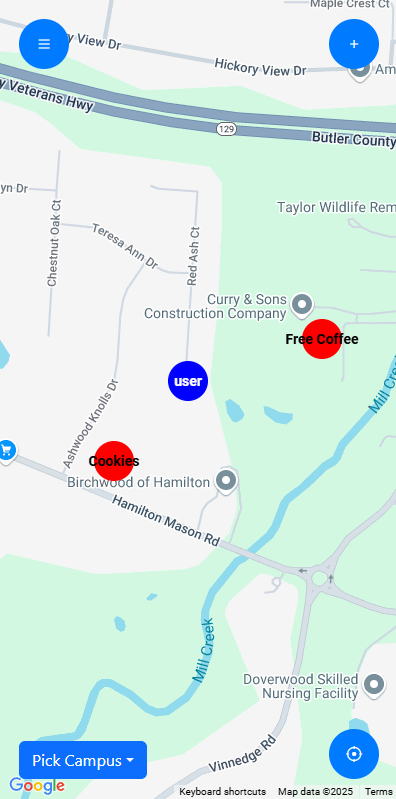 Maple Crest Ct
y View Dr
Hickory View Dr
Am
y Veterans Hwy
129
Butler County
yn Dr
Taylor Wildlife Rem
Chestnut Oak Ct
Teresa Ann Dr
Red Ash Ct
Curry & Sons
Construction Company
Free Coffee
user
Mill Creek
Ashwood Knolls Dr
Cookies
Birchwood of Hamilton
Hamilton Mason Rd
Mill Creek
Doverwood Skilled
Nursing Facility
Vinnedge Rd
Pick Campus
Google
Keyboard shortcuts
Map data ©2025
Terms